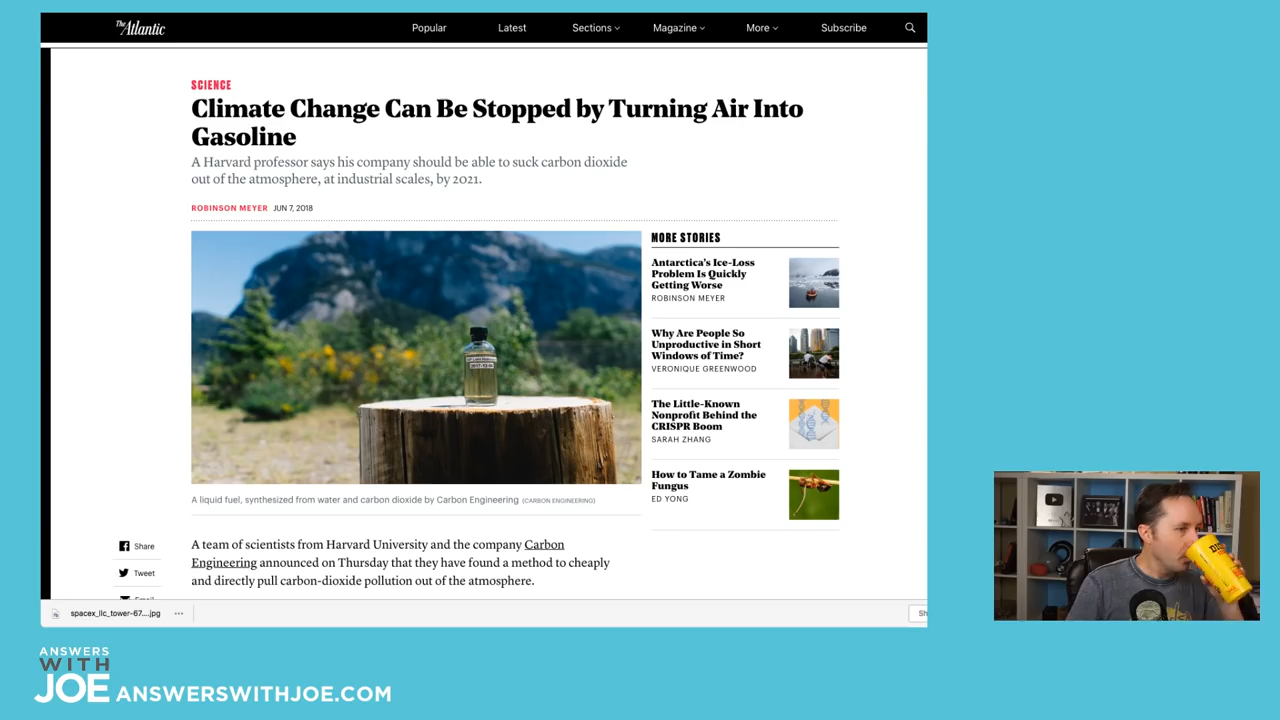 The Atlantic
Popular
Latest
Sections
Magazine
More
Subscribe
SCIENCE
Climate Change Can Be Stopped by Turning Air Into
Gasoline
A Harvard professor says his company should be able to suck carbon dioxide
out of the atmosphere, at industrial scales, by 2021.
ROBINSON MEYER JUN 7, 2018
A liquid fuel, synthesized from water and carbon dioxide by Carbon Engineering (CARBON ENGINEERING)
Share
Tweet
Email
A team of scientists from Harvard University and the company Carbon
Engineering announced on Thursday that they have found a method to cheaply
and directly pull carbon-dioxide pollution out of the atmosphere.
MORE STORIES
Antarctica's Ice-Loss
Problem Is Quickly
Getting Worse
ROBINSON MEYER
Why Are People So
Unproductive in Short
Windows of Time?
VERONIQUE GREENWOOD
The Little-Known
Nonprofit Behind the
CRISPR Boom
SARAH ZHANG
How to Tame a Zombie
Fungus
ED YONG
spacex_llc_tower-67....jpg
Sh
ANSWERS
WITH
JOE
ANSWERSWITHJOE.COM